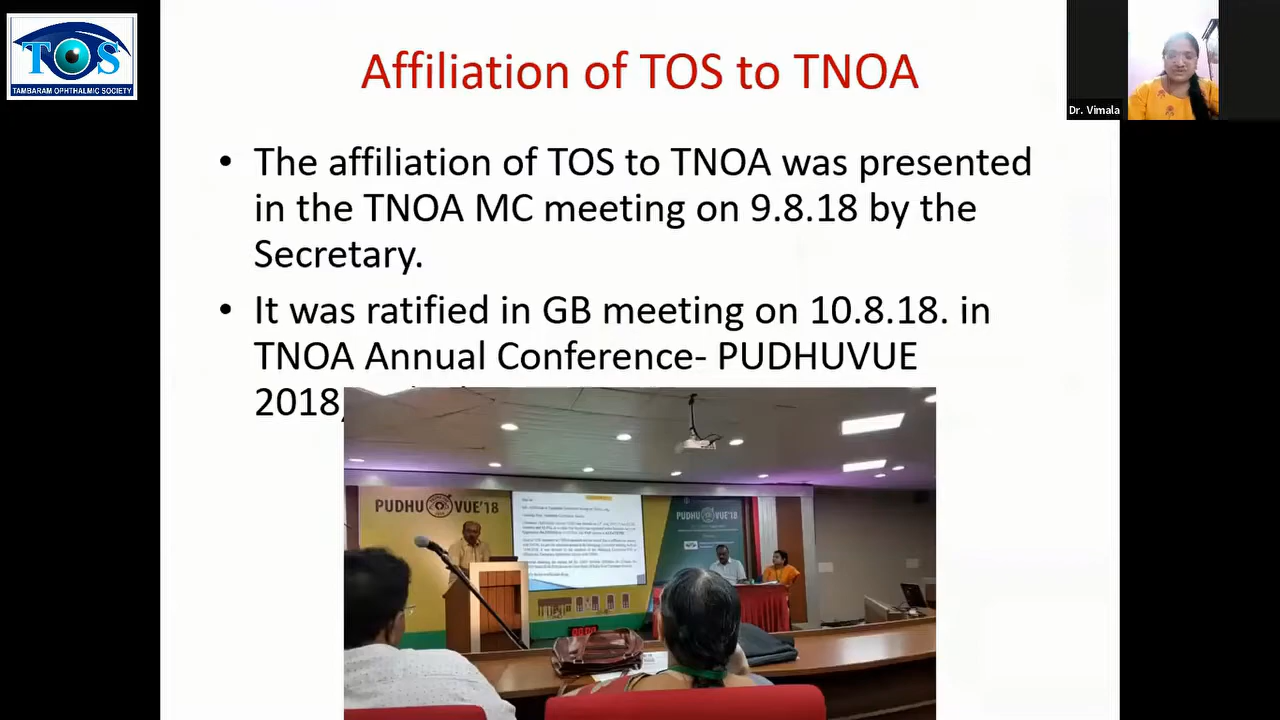 TOS
TAMBARAM OPHTHALMIC SOCIETY
Affiliation of TOS to TNOA
Dr. Vimala
• The affiliation of TOS to TNOA was presented
in the TNOA MC meeting on 9.8.18 by the
Secretary.
• It was ratified in GB meeting on 10.8.18. in
TNOA Annual Conference- PUDHUVUE
2018,
PUDHU VUE'18
PUDHU VUE'18